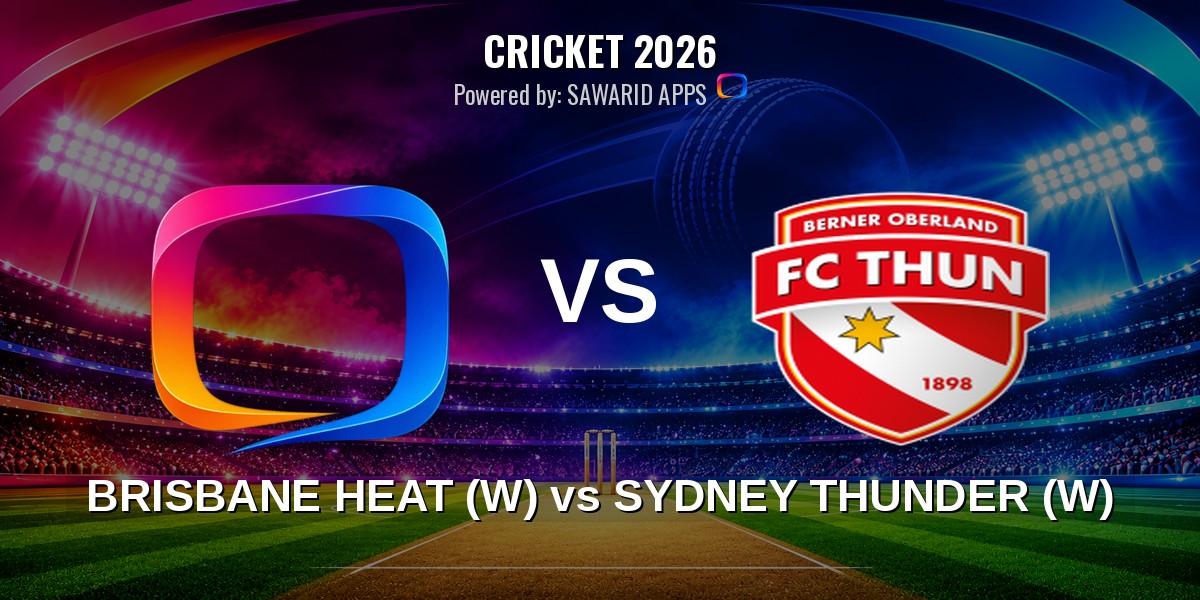 CRICKET 2026
Powered by: SAWARID APPS
BERNER OBERLAND
FC THUN
VS
1898
BRISBANE HEAT (W) vs SYDNEY THUNDER (W)